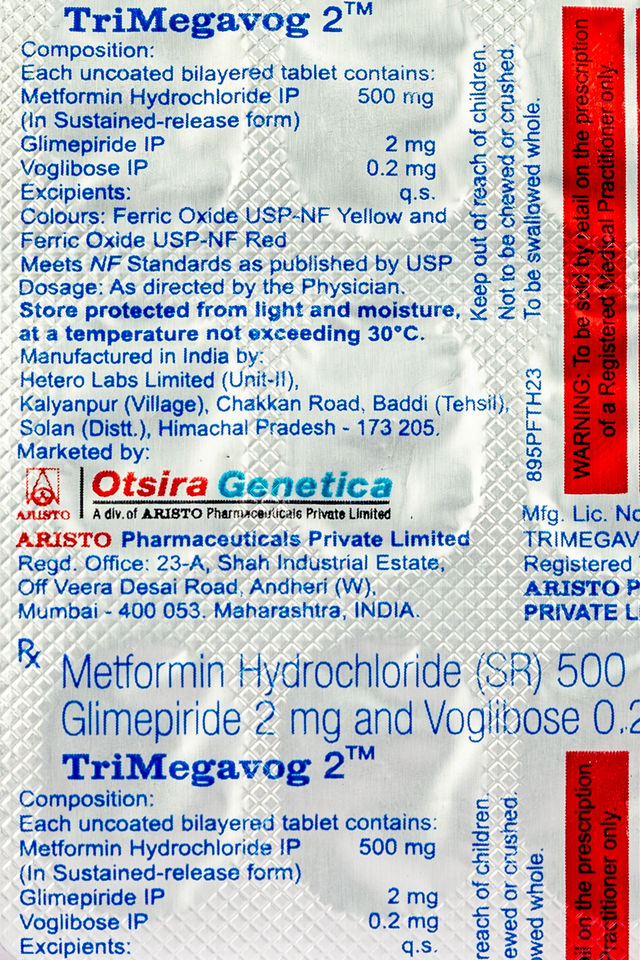 TriMegavog 2™
Composition:
Each uncoated bilayered tablet contains:
Metformin Hydrochloride IP 500 mg
(In Sustained-release form)
Glimepiride IP 2 mg
Voglibose IP 0.2 mg
Excipients: q.s.
Colours: Ferric Oxide USP-NF Yellow and
Ferric Oxide USP-NF Red
Meets NF Standards as published by USP
Dosage: As directed by the Physician.
Store protected from light and moisture,
at a temperature not exceeding 30°C.
Manufactured in India by:
Hetero Labs Limited (Unit-II),
Kalyanpur (Village), Chakkan Road, Baddi (Tehsil),
Solan (Distt.), Himachal Pradesh - 173 205.
Marketed by:
ARISTO
Otsira Genetica
A div. of ARISTO Pharmaceuticals Private Limited
ARISTO Pharmaceuticals Private Limited
Regd. Office: 23-A, Shah Industrial Estate,
Off Veera Desai Road, Andheri (W),
Mumbai - 400 053. Maharashtra, INDIA.
Keep out of reach of children.
Not to be chewed or crushed.
To be swallowed whole.
895PFTH23
WARNING: To be sold by retail on the prescription
of a Registered Medical Practitioner only.
Mfg. Lic. No
TRIMEGAV
Registered
ARISTO P
PRIVATE L
Rx
Metformin Hydrochloride (SR) 500
Glimepiride 2 mg and Voglibose 0.2
TriMegavog 2™
Composition:
Each uncoated bilayered tablet contains:
Metformin Hydrochloride IP 500 mg
(In Sustained-release form)
Glimepiride IP 2 mg
Voglibose IP 0.2 mg
Excipients: q.s.
reach of children.
ewed or crushed.
owed whole.
il on the prescription
Practitioner only.